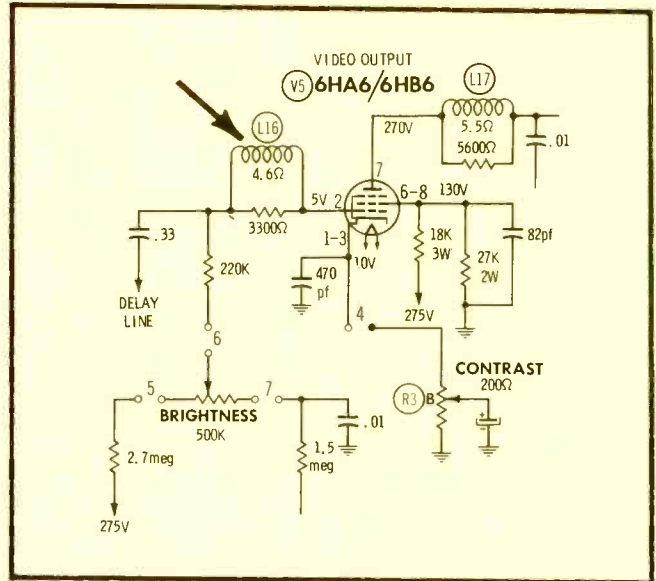 VIDEO OUTPUT
V5 6HA6/6HB6
L17
L16
270V
5.5Ω
5600Ω
.01
4.6Ω
7
5V
2
6-8
130V
3300Ω
.33
1-3
10V
18K
3W
27K
2W
82pf
220K
470
pf
DELAY
LINE
275V
4
6
CONTRAST
200Ω
5
7
R3
B
BRIGHTNESS
500K
.01
2.7meg
1.5
meg
275V